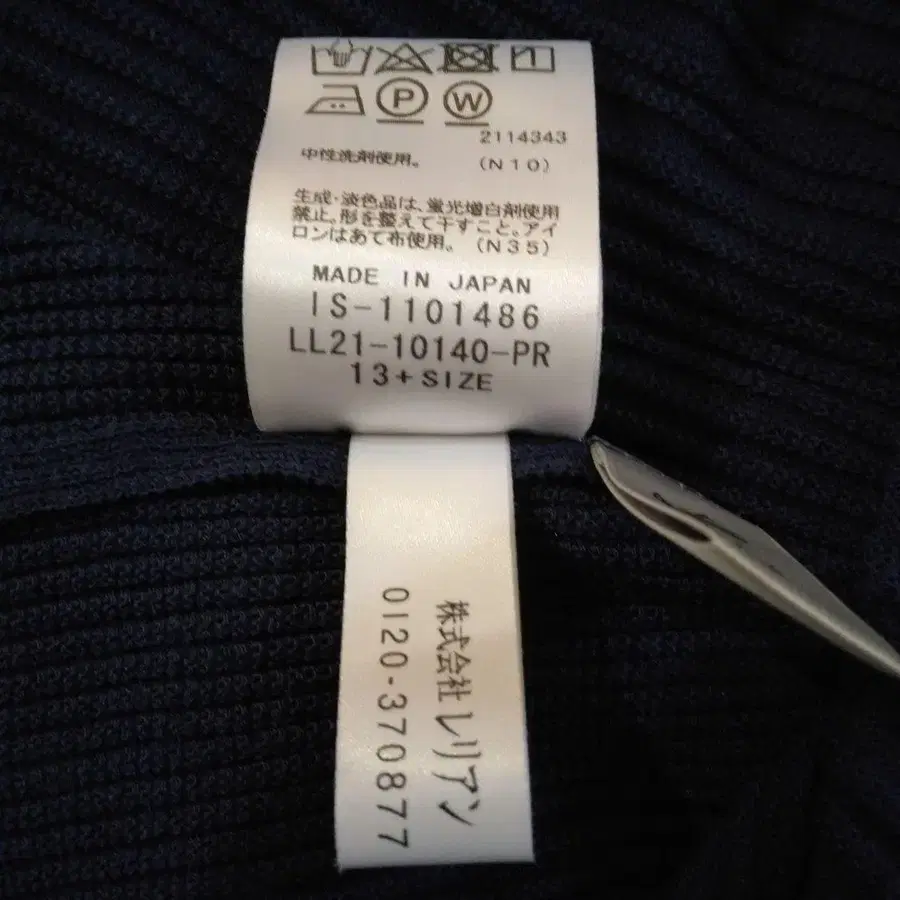 P W
2114343
中性洗剤使用。 (N10)
生成・淡色品は、蛍光増白剤使用
禁止。形を整えて干すこと。アイ
ロンはあて布使用。 (N35)
MADE IN JAPAN
IS-1101486
LL21-10140-PR
13+SIZE
株式会社レリアン
0120-370877